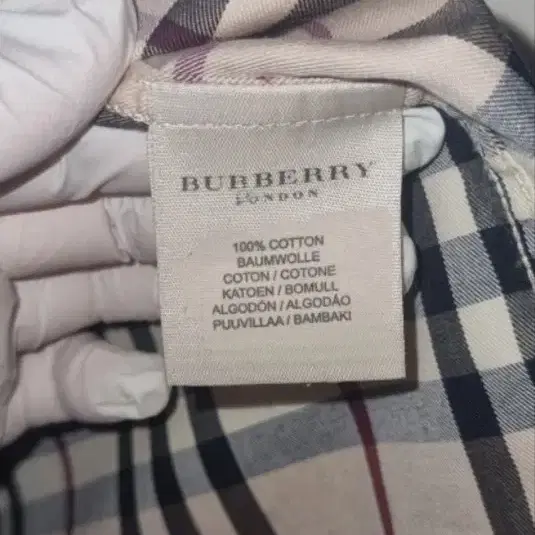 BURBERRY
LONDON
100% COTTON
BAUMWOLLE
COTON / COTONE
KATOEN / BOMULL
ALGODÓN / ALGODÃO
PUUVILLAA / BAMBAKI